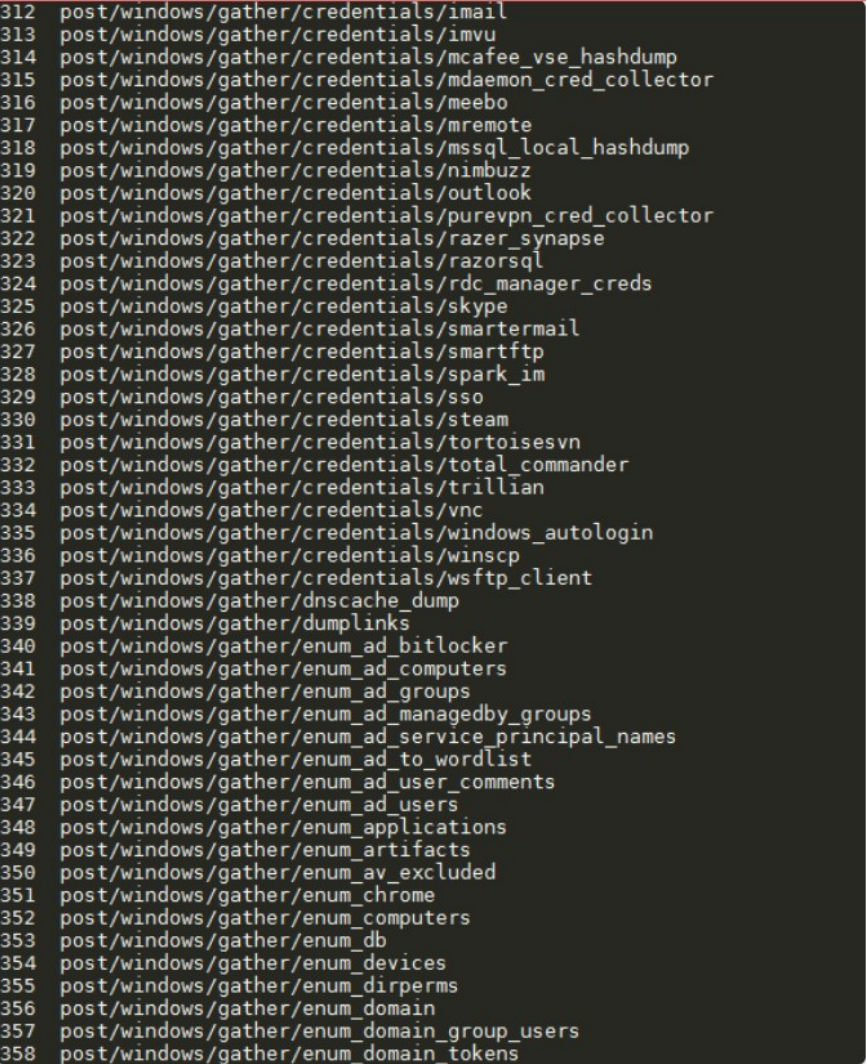 312 post/windows/gather/credentials/imail
313 post/windows/gather/credentials/imvu
314 post/windows/gather/credentials/mcafee_vse_hashdump
315 post/windows/gather/credentials/mdaemon_cred_collector
316 post/windows/gather/credentials/meebo
317 post/windows/gather/credentials/mremote
318 post/windows/gather/credentials/mssql_local_hashdump
319 post/windows/gather/credentials/nimbuzz
320 post/windows/gather/credentials/outlook
321 post/windows/gather/credentials/purevpn_cred_collector
322 post/windows/gather/credentials/razer_synapse
323 post/windows/gather/credentials/razorsql
324 post/windows/gather/credentials/rdc_manager_creds
325 post/windows/gather/credentials/skype
326 post/windows/gather/credentials/smartermail
327 post/windows/gather/credentials/smartftp
328 post/windows/gather/credentials/spark_im
329 post/windows/gather/credentials/sso
330 post/windows/gather/credentials/steam
331 post/windows/gather/credentials/tortoisesvn
332 post/windows/gather/credentials/total_commander
333 post/windows/gather/credentials/trillian
334 post/windows/gather/credentials/vnc
335 post/windows/gather/credentials/windows_autologin
336 post/windows/gather/credentials/winscp
337 post/windows/gather/credentials/wsftp_client
338 post/windows/gather/dnscache_dump
339 post/windows/gather/dumplinks
340 post/windows/gather/enum_ad_bitlocker
341 post/windows/gather/enum_ad_computers
342 post/windows/gather/enum_ad_groups
343 post/windows/gather/enum_ad_managedby_groups
344 post/windows/gather/enum_ad_service_principal_names
345 post/windows/gather/enum_ad_to_wordlist
346 post/windows/gather/enum_ad_user_comments
347 post/windows/gather/enum_ad_users
348 post/windows/gather/enum_applications
349 post/windows/gather/enum_artifacts
350 post/windows/gather/enum_av_excluded
351 post/windows/gather/enum_chrome
352 post/windows/gather/enum_computers
353 post/windows/gather/enum_db
354 post/windows/gather/enum_devices
355 post/windows/gather/enum_dirperms
356 post/windows/gather/enum_domain
357 post/windows/gather/enum_domain_group_users
358 post/windows/gather/enum_domain_tokens